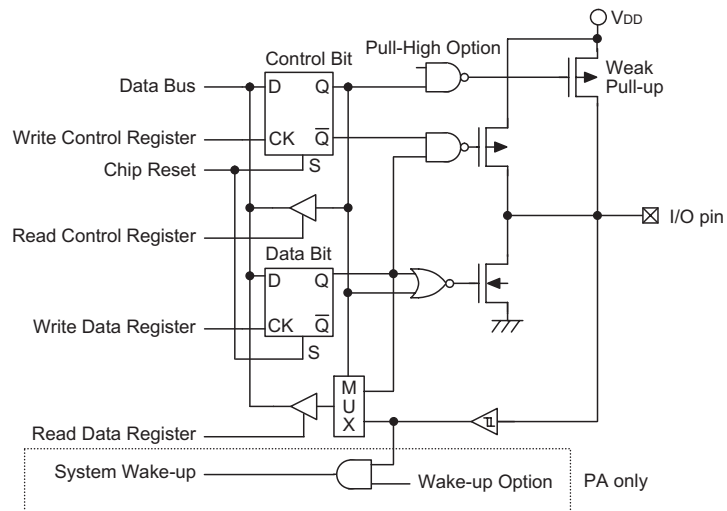 VDD
Control Bit
Pull-High Option
Weak
Pull-up
Data Bus
D
Q
Write Control Register
CK
Q
Chip Reset
S
I/O pin
Read Control Register
Data Bit
D
Q
Write Data Register
CK
Q
S
M
U
X
Read Data Register
System Wake-up
Wake-up Option
PA only